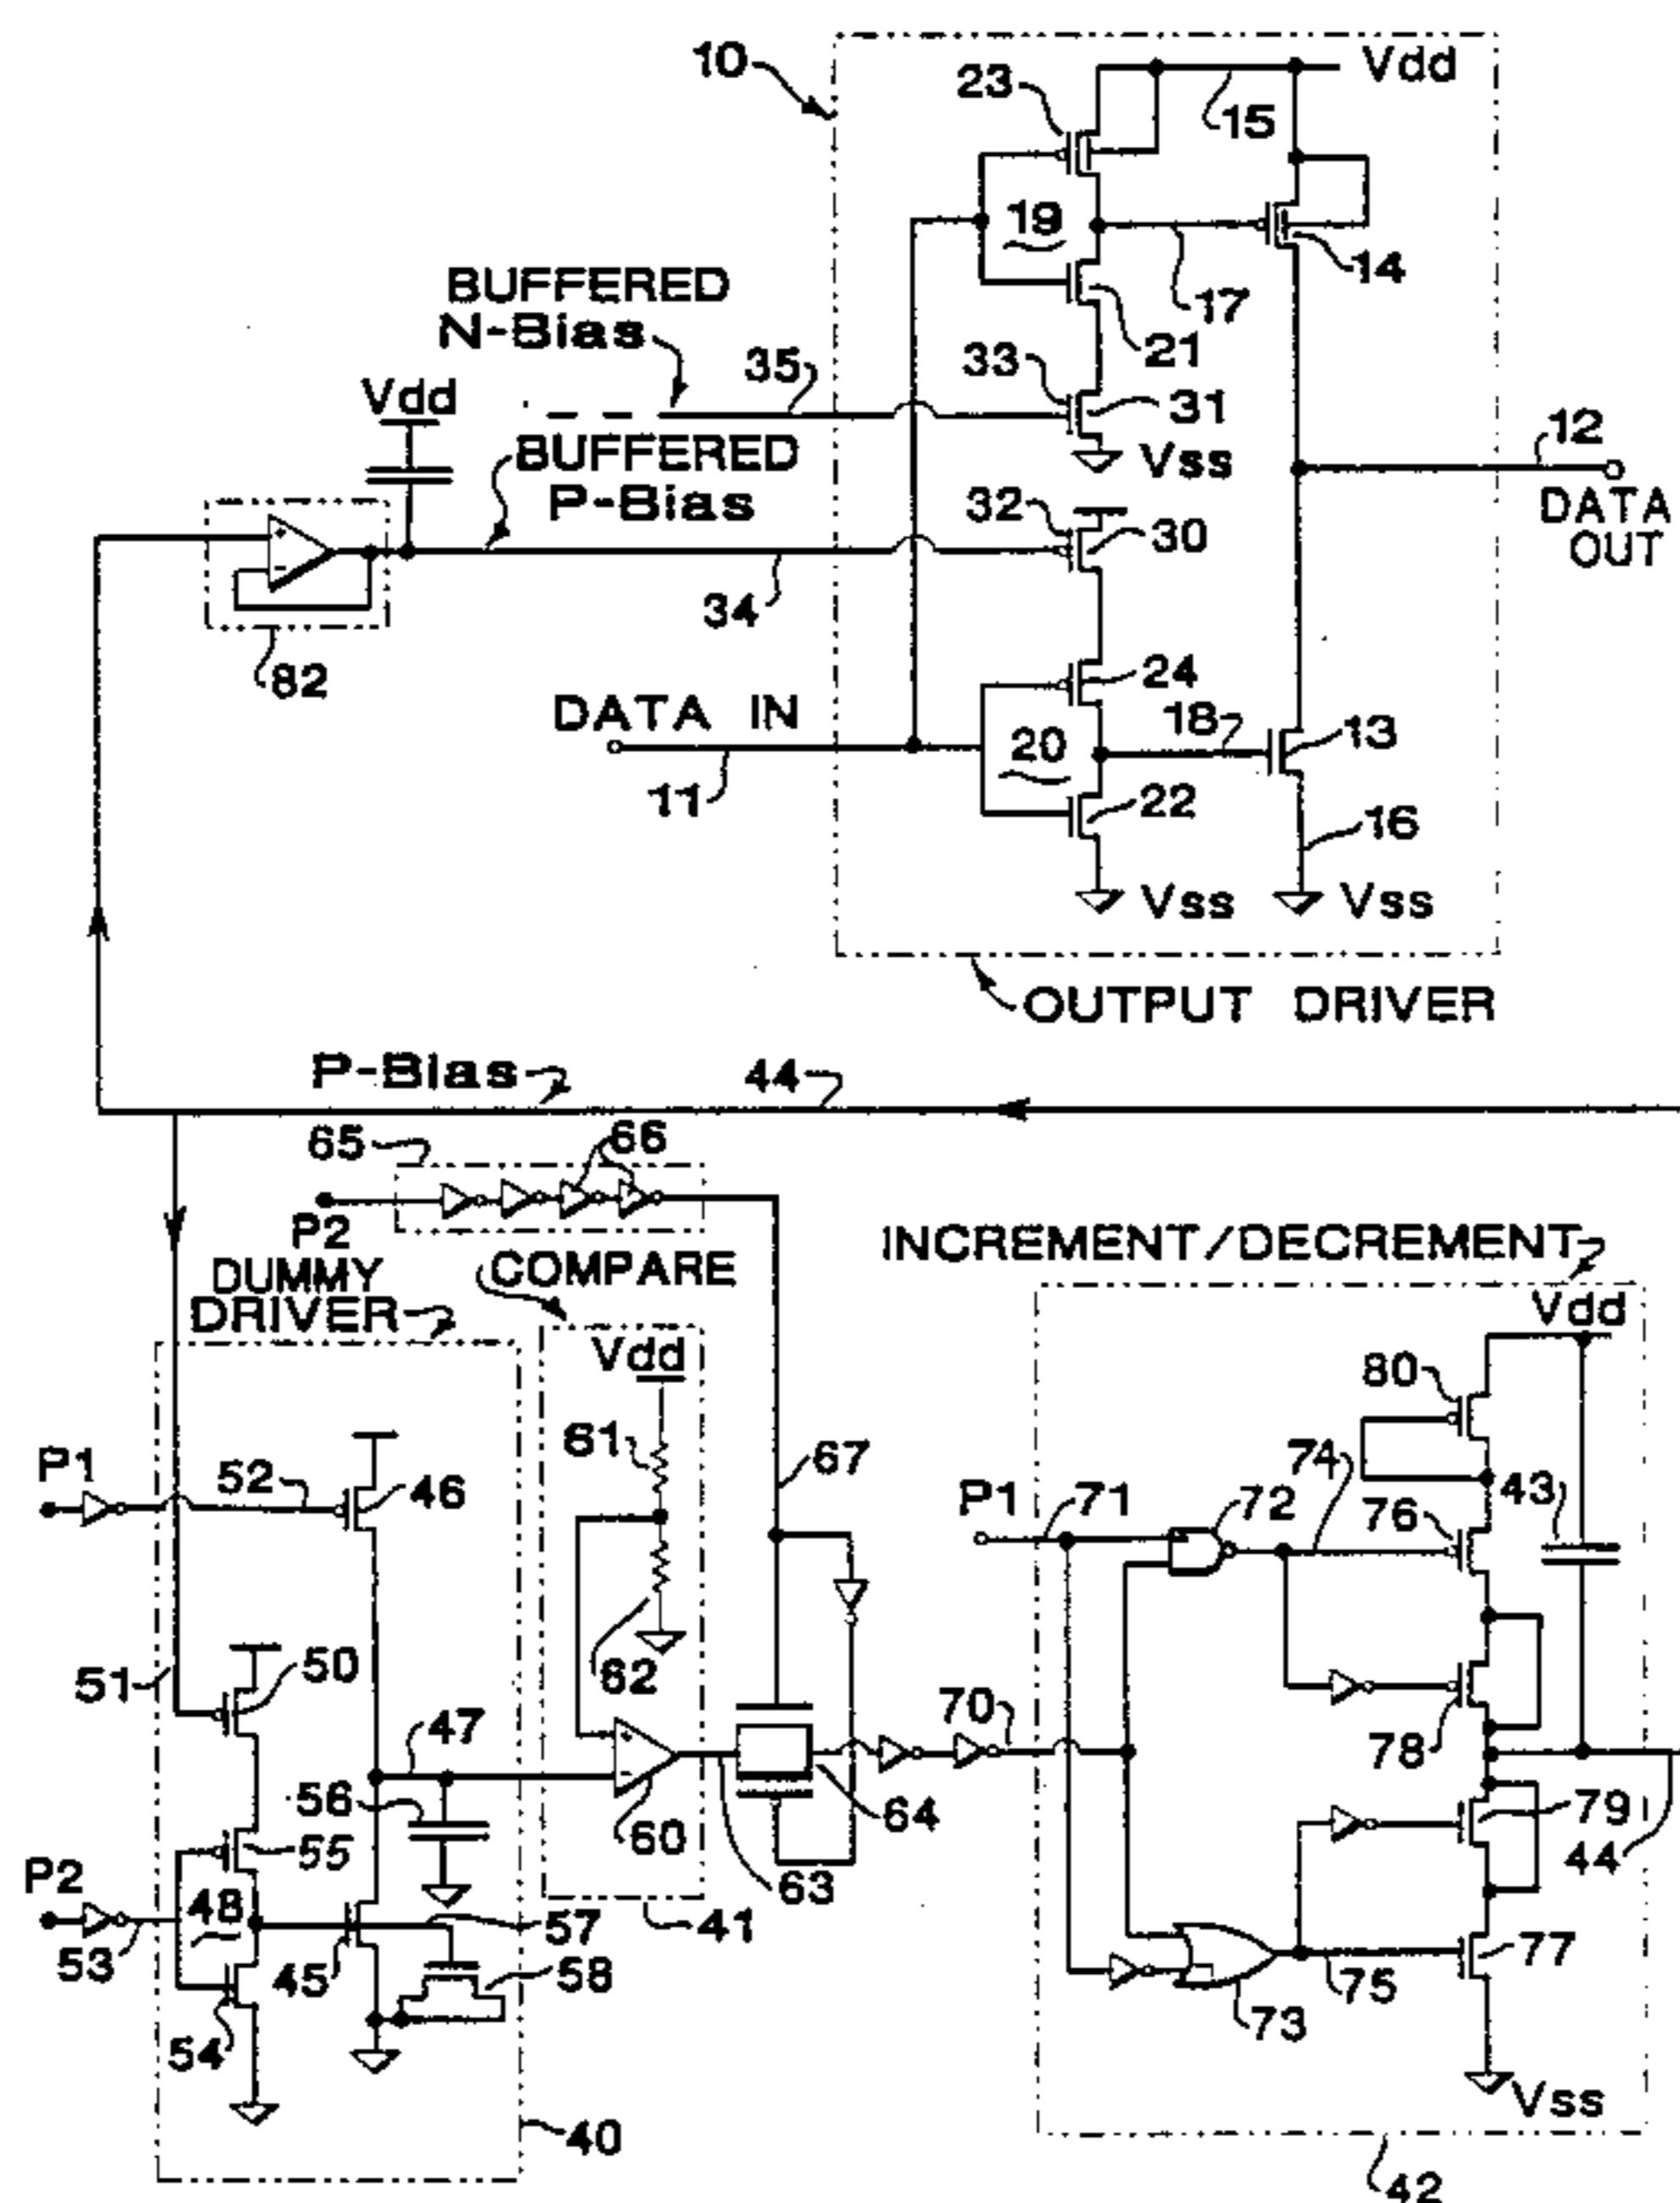 10
23
Vdd
15
19
14
17
21
BUFFERED
N-Bias
35
33
31
Vdd
Vss
12
BUFFERED
P-Bias
DATA
OUT
32
30
34
82
24
DATA IN
18
13
20
11
22
16
Vss
Vss
OUTPUT DRIVER
P-Bias
44
65
66
P2
INCREMENT/DECREMENT
COMPARE
DUMMY
DRIVER
Vdd
Vdd
80
61
67
P1
52
46
74
43
P1
71
72
76
62
51
50
70
78
47
56
60
64
79
55
63
44
P2
48
57
41
53
45
58
75
77
54
73
Vss
40
42